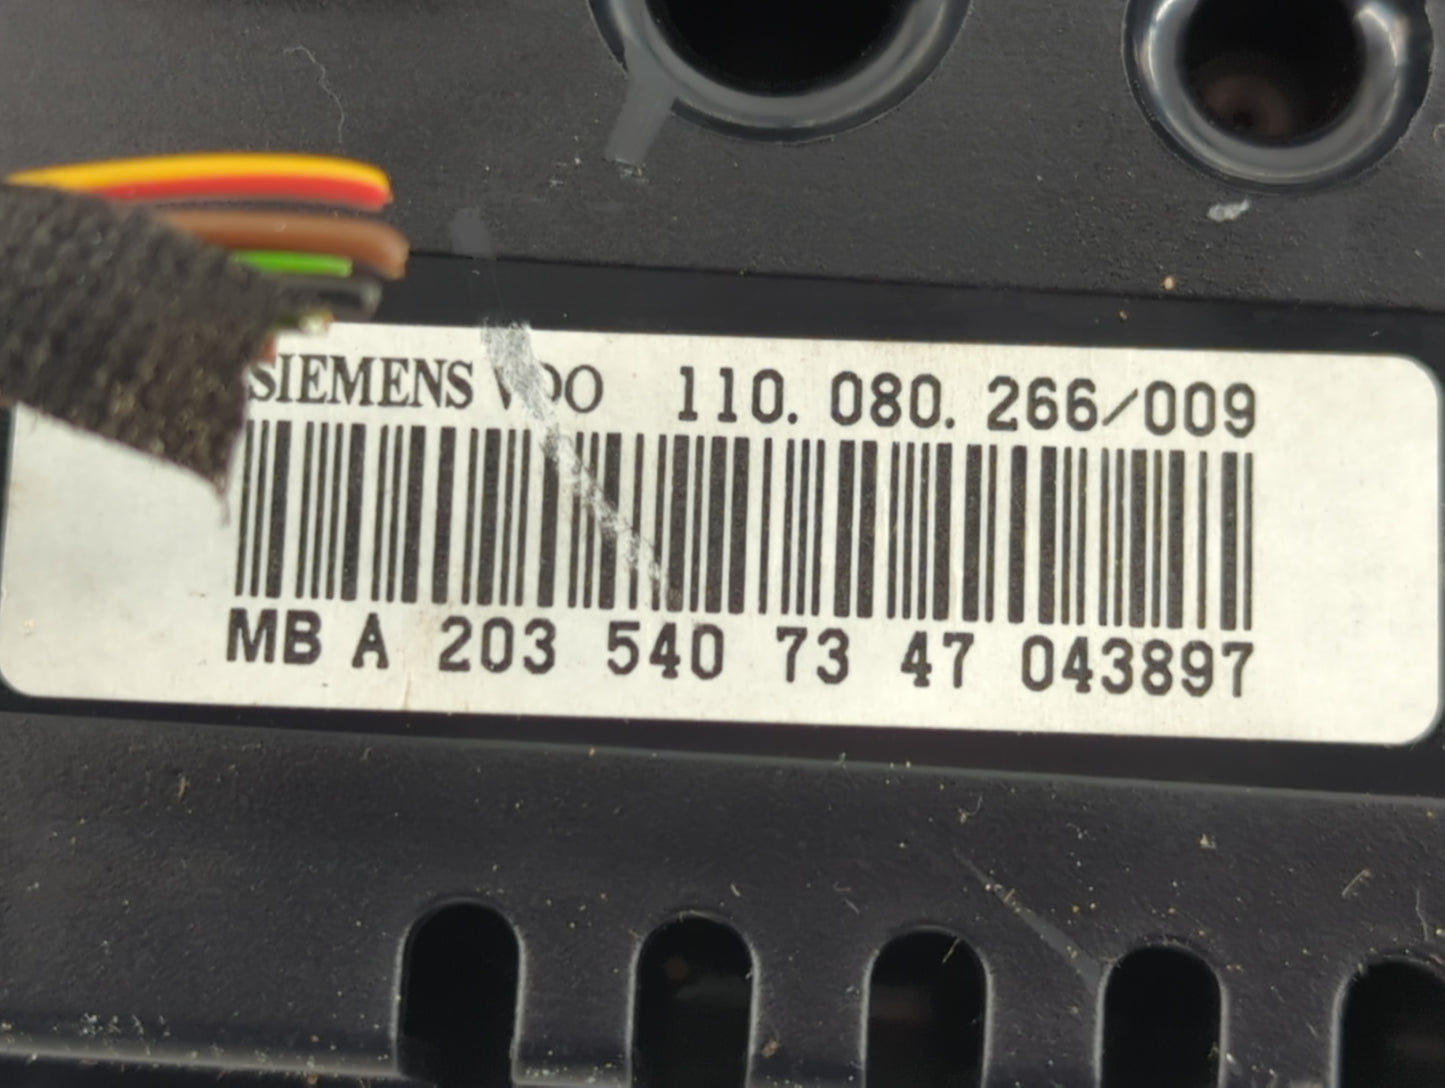 SIEMENS VDO 110.080.266/009
MB A 203 540 73 47 043897